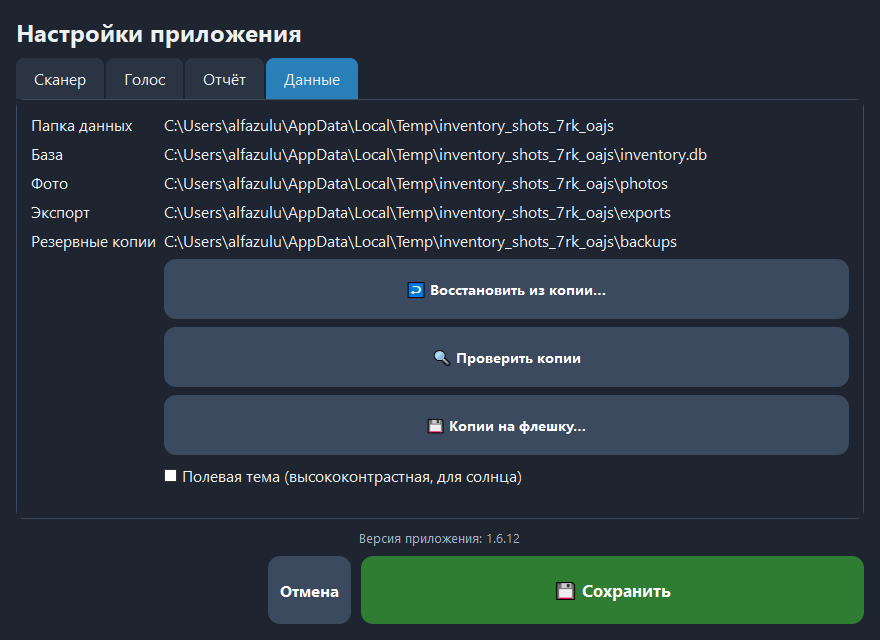 Настройки приложения
Сканер Голос Отчёт Данные
Папка данных C:\Users\alfazulu\AppData\Local\Temp\inventory_shots_7rk_oajs
База C:\Users\alfazulu\AppData\Local\Temp\inventory_shots_7rk_oajs\inventory.db
Фото C:\Users\alfazulu\AppData\Local\Temp\inventory_shots_7rk_oajs\photos
Экспорт C:\Users\alfazulu\AppData\Local\Temp\inventory_shots_7rk_oajs\exports
Резервные копии C:\Users\alfazulu\AppData\Local\Temp\inventory_shots_7rk_oajs\backups
Восстановить из копии...
Проверить копии
Копии на флешку...
Полевая тема (высококонтрастная, для солнца)
Версия приложения: 1.6.12
Отмена Сохранить